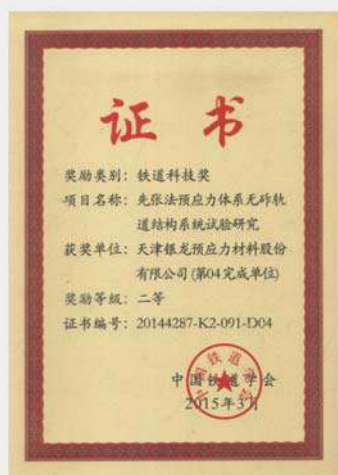 证书
奖励类别：铁道科技奖
项目名称：先张法预应力体系无砟轨
道结构系统试验研究
获奖单位：天津银龙预应力材料股份
有限公司(第04完成单位)
奖励等级：二等
证书编号：20144287-K2-091-D04
中国铁道学会
2015年3月